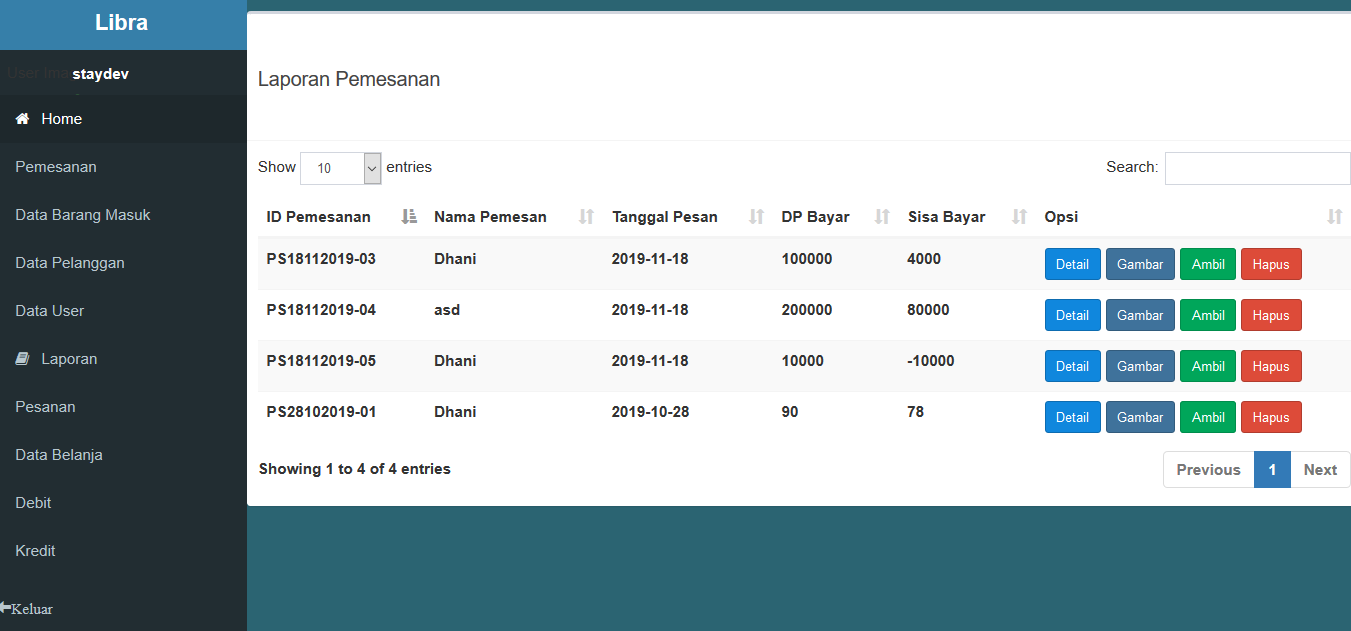 Libra
User Ima staydev
Home
Pemesanan
Data Barang Masuk
Data Pelanggan
Data User
Laporan
Pesanan
Data Belanja
Debit
Kredit
Keluar
Laporan Pemesanan
Show 10 entries Search:
ID Pemesanan Nama Pemesan Tanggal Pesan DP Bayar Sisa Bayar Opsi
PS18112019-03 Dhani 2019-11-18 100000 4000 Detail Gambar Ambil Hapus
PS18112019-04 asd 2019-11-18 200000 80000 Detail Gambar Ambil Hapus
PS18112019-05 Dhani 2019-11-18 10000 -10000 Detail Gambar Ambil Hapus
PS28102019-01 Dhani 2019-10-28 90 78 Detail Gambar Ambil Hapus
Showing 1 to 4 of 4 entries Previous 1 Next